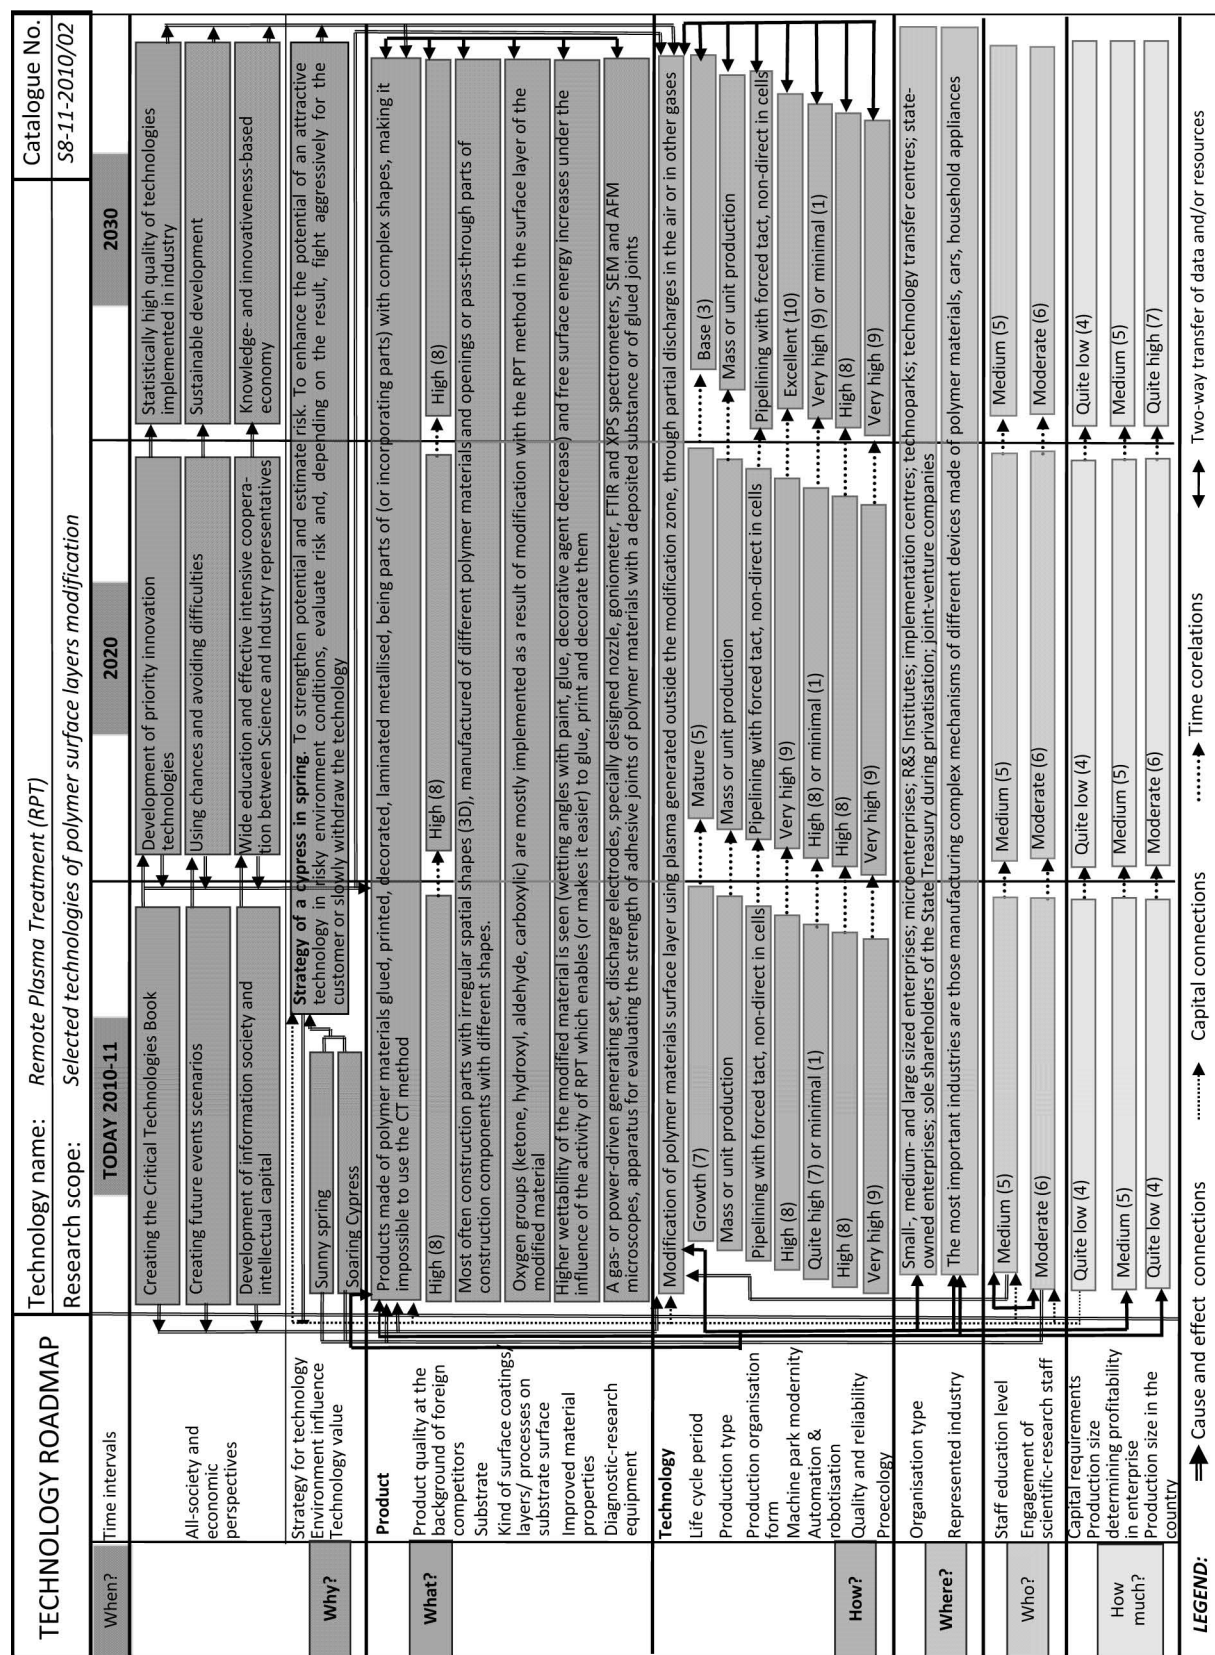 TECHNOLOGY ROADMAP
Technology name:
Remote Plasma Treatment (RPT)
Catalogue No.
Research scope:
Selected technologies of polymer surface layers modification
S8-11-2010/02
When?
Time intervals
TODAY 2010-11
2020
2030
All-society and
economic
perspectives
Creating the Critical Technologies Book
Development of priority innovation
technologies
Statistically high quality of technologies
implemented in industry
Creating future events scenarios
Using chances and avoiding difficulties
Sustainable development
Development of information society and
intellectual capital
Wide education and effective intensive coopera-
tion between Science and Industry representatives
Knowledge- and innovativeness-based
economy
Why?
Strategy for technology
Environment influence
Technology value
Sunny spring
Soaring Cypress
Strategy of a cypress in spring. To strengthen potential and estimate risk. To enhance the potential of an attractive
technology in risky environment conditions, evaluate risk and, depending on the result, fight aggressively for the
customer or slowly withdraw the technology
What?
Product
Products made of polymer materials glued, printed, decorated, laminated metallised, being parts of (or incorporating parts) with complex shapes, making it
impossible to use the CT method
Product quality at the
background of foreign
competitors
High (8)
High (8)
High (8)
Substrate
Most often construction parts with irregular spatial shapes (3D), manufactured of different polymer materials and openings or pass-through parts of
construction components with different shapes.
Kind of surface coatings/
layers/ processes on
substrate surface
Oxygen groups (ketone, hydroxyl, aldehyde, carboxylic) are mostly implemented as a result of modification with the RPT method in the surface layer of the
modified material
Improved material
properties
Higher wettability of the modified material is seen (wetting angles with paint, glue, decorative agent decrease) and free surface energy increases under the
influence of the activity of RPT which enables (or makes it easier) to glue, print and decorate them
Diagnostic-research
equipment
A gas- or power-driven generating set, discharge electrodes, specially designed nozzle, goniometer, FTIR and XPS spectrometers, SEM and AFM
microscopes, apparatus for evaluating the strength of adhesive joints of polymer materials with a deposited substance or of glued joints
How?
Technology
Modification of polymer materials surface layer using plasma generated outside the modification zone, through partial discharges in the air or in other gases
Life cycle period
Growth (7)
Mature (5)
Base (3)
Production type
Mass or unit production
Mass or unit production
Mass or unit production
Production organisation
form
Pipelining with forced tact, non-direct in cells
Pipelining with forced tact, non-direct in cells
Pipelining with forced tact, non-direct in cells
Machine park modernity
High (8)
Very high (9)
Excellent (10)
Automation &
robotisation
Quite high (7) or minimal (1)
High (8) or minimal (1)
Very high (9) or minimal (1)
Quality and reliability
High (8)
High (8)
High (8)
Proecology
Very high (9)
Very high (9)
Very high (9)
Where?
Organisation type
Small-, medium- and large sized enterprises; microenterprises; R&S Institutes; implementation centres; technoparks; technology transfer centres; state-
owned enterprises; sole shareholders of the State Treasury during privatisation; joint-venture companies
Represented industry
The most important industries are those manufacturing complex mechanisms of different devices made of polymer materials, cars, household appliances
Who?
Staff education level
Medium (5)
Medium (5)
Medium (5)
Engagement of
scientific-research staff
Moderate (6)
Moderate (6)
Moderate (6)
How
much?
Capital requirements
Quite low (4)
Quite low (4)
Quite low (4)
Production size
determining profitability
in enterprise
Medium (5)
Medium (5)
Medium (5)
Production size in the
country
Quite low (4)
Moderate (6)
Quite high (7)
LEGEND:
Cause and effect connections
Capital connections
Time corelations
Two-way transfer of data and/or resources